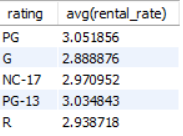 rating avg(rental_rate)
PG 3.051856
G 2.888876
NC-17 2.970952
PG-13 3.034843
R 2.938718